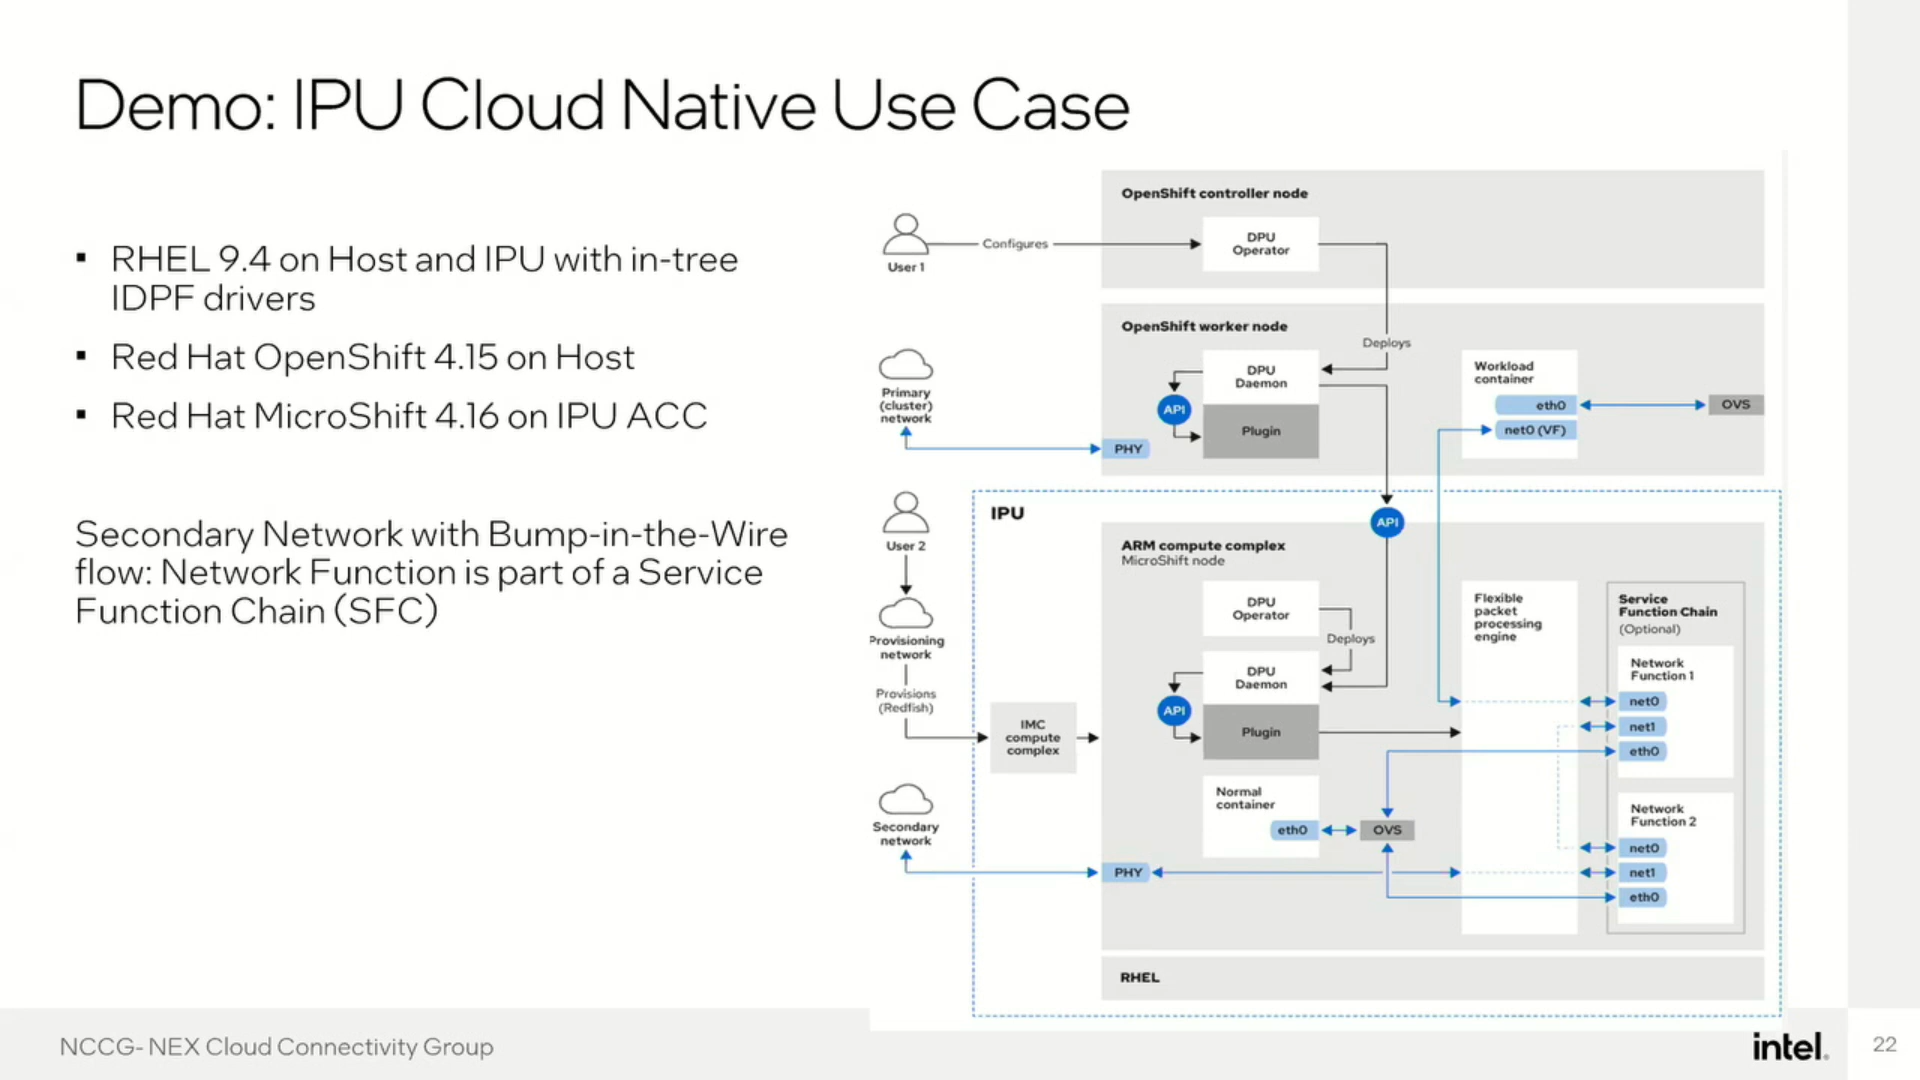 Demo: IPU Cloud Native Use Case
▪ RHEL 9.4 on Host and IPU with in-tree
IDPF drivers
▪ Red Hat OpenShift 4.15 on Host
▪ Red Hat MicroShift 4.16 on IPU ACC
Secondary Network with Bump-in-the-Wire
flow: Network Function is part of a Service
Function Chain (SFC)
OpenShift controller node
User 1
Configures
DPU
Operator
OpenShift worker node
Deploys
Primary
(cluster)
network
PHY
API
DPU
Daemon
Plugin
Workload
container
eth0
net0 (VF)
OVS
User 2
Provisioning
network
Provisions
(Redfish)
IPU
API
ARM compute complex
MicroShift node
DPU
Operator
Deploys
DPU
Daemon
API
Plugin
IMC
compute
complex
Flexible
packet
processing
engine
Service
Function Chain
(Optional)
Network
Function 1
net0
net1
eth0
Normal
container
eth0
OVS
Network
Function 2
net0
net1
eth0
Secondary
network
PHY
RHEL
NCCG- NEX Cloud Connectivity Group
intel.
22